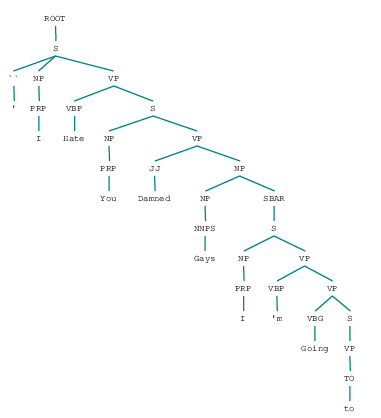 ROOT
S
`` NP VP
' PRP VBP S
I Hate NP VP
PRP JJ NP
You Damned NP SBAR
NNPS S
Gays NP VP
PRP VBP VP
I 'm VBG S
Going VP
TO
to